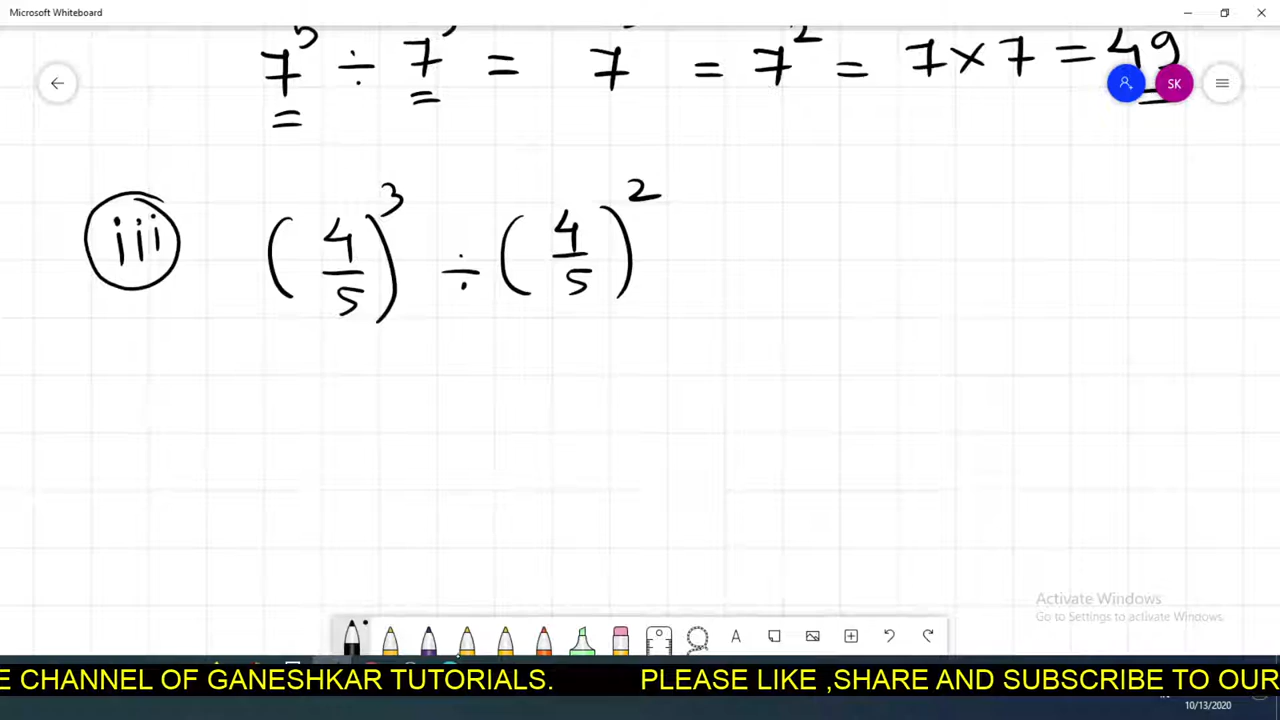 Microsoft Whiteboard
7⁵ ÷ 7 = 7 = 7² = 7 × 7 = 49
SK
iii (4/5)³ ÷ (4/5)²
Activate Windows
Go to Settings to activate Windows.
A
E CHANNEL OF GANESHKAR TUTORIALS. PLEASE LIKE ,SHARE AND SUBSCRIBE TO OUR
10/13/2020